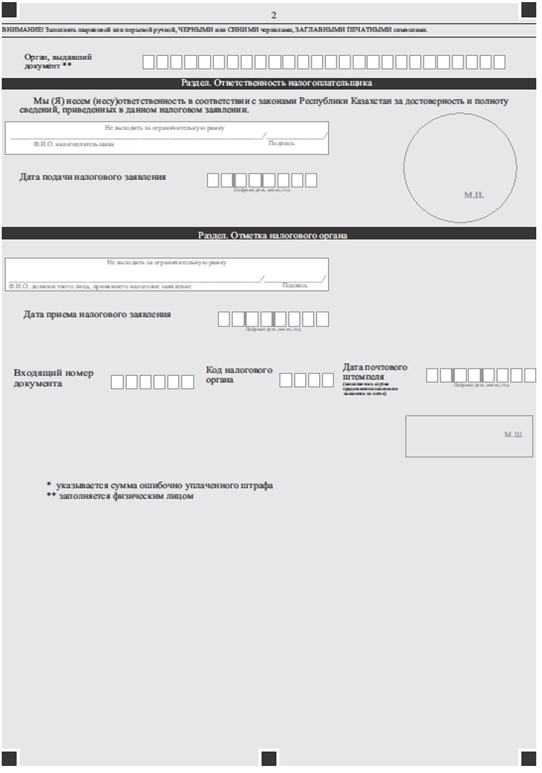 2
ВНИМАНИЕ! Заполнять шариковой или перьевой ручкой, ЧЕРНЫМИ или СИНИМИ чернилами, ЗАГЛАВНЫМИ ПЕЧАТНЫМИ символами.
Орган, выдавший
документ **
Раздел. Ответственность налогоплательщика
Мы (Я) несем (несу)ответственность в соответствии с законами Республики Казахстан за достоверность и полноту
сведений, приведенных в данном налоговом заявлении.
Не выходить за ограничительную рамку
Ф.И.О. налогоплательщика
Подпись
Дата подачи налогового заявления
Цифрами день, месяц, год
М.П.
Раздел. Отметка налогового органа
Не выходить за ограничительную рамку
Ф.И.О. должностного лица, принявшего налоговое заявление
Подпись
Дата приема налогового заявления
Цифрами день, месяц, год
Входящий номер
документа
Код налогового
органа
Дата почтового
штемпеля
(заполняется в случае
представления налогового
заявления по почте)
Цифрами день, месяц, год
М.Ш.
* указывается сумма ошибочно уплаченного штрафа
** заполняется физическим лицом